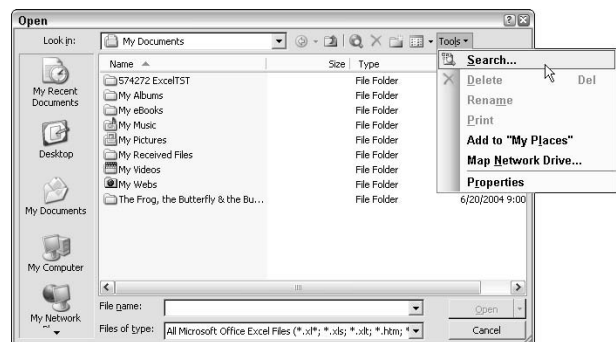 Open
Look in: My Documents Tools
Name Size Type
574272 ExcelTST File Folder
My Albums File Folder
My eBooks File Folder
My Music File Folder
My Pictures File Folder
My Received Files File Folder
My Videos File Folder
My Webs File Folder
The Frog, the Butterfly & the Bu... File Folder 6/20/2004 9:00
Search...
Delete Del
Rename
Print
Add to "My Places"
Map Network Drive...
Properties
My Recent
Documents
Desktop
My Documents
My Computer
My Network
File name: Open
Files of type: All Microsoft Office Excel Files (*.xl*; *.xls; *.xlt; *.htm; * Cancel